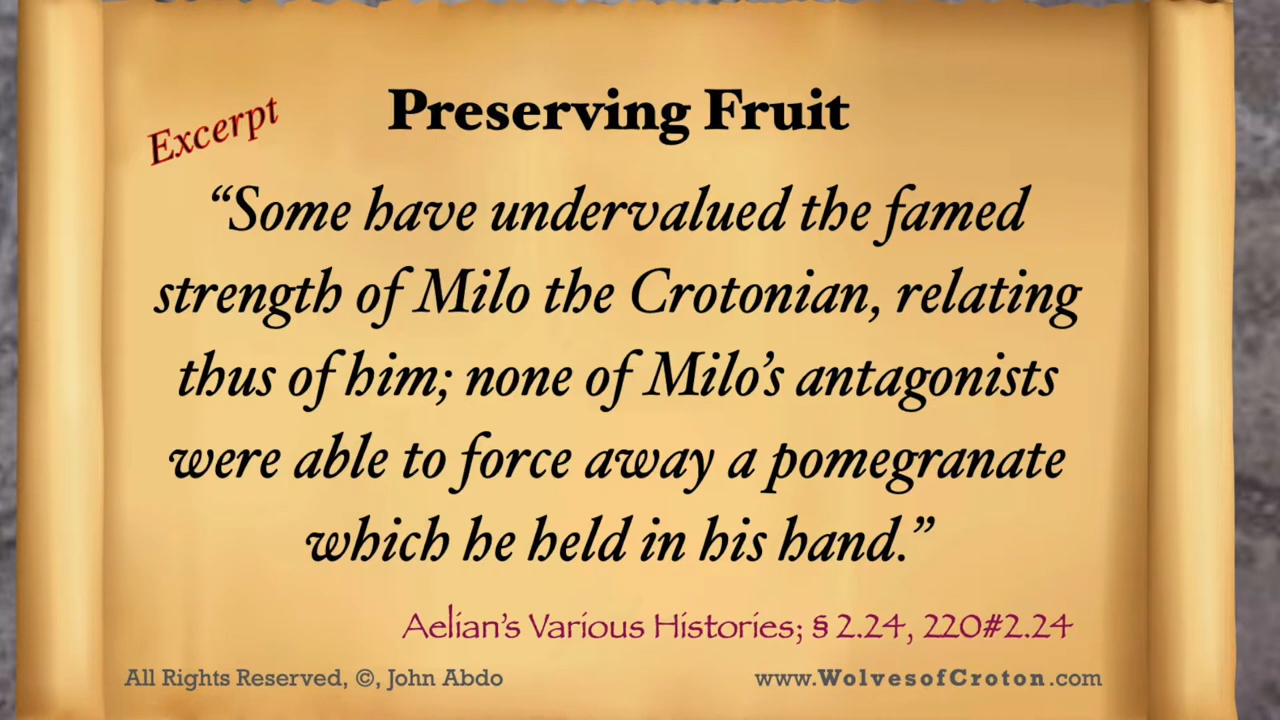 Excerpt
Preserving Fruit
“Some have undervalued the famed
strength of Milo the Crotonian, relating
thus of him; none of Milo’s antagonists
were able to force away a pomegranate
which he held in his hand.”
Aelian’s Various Histories; § 2.24, 220#2.24
All Rights Reserved, ©, John Abdo
www.WolvesofCroton.com